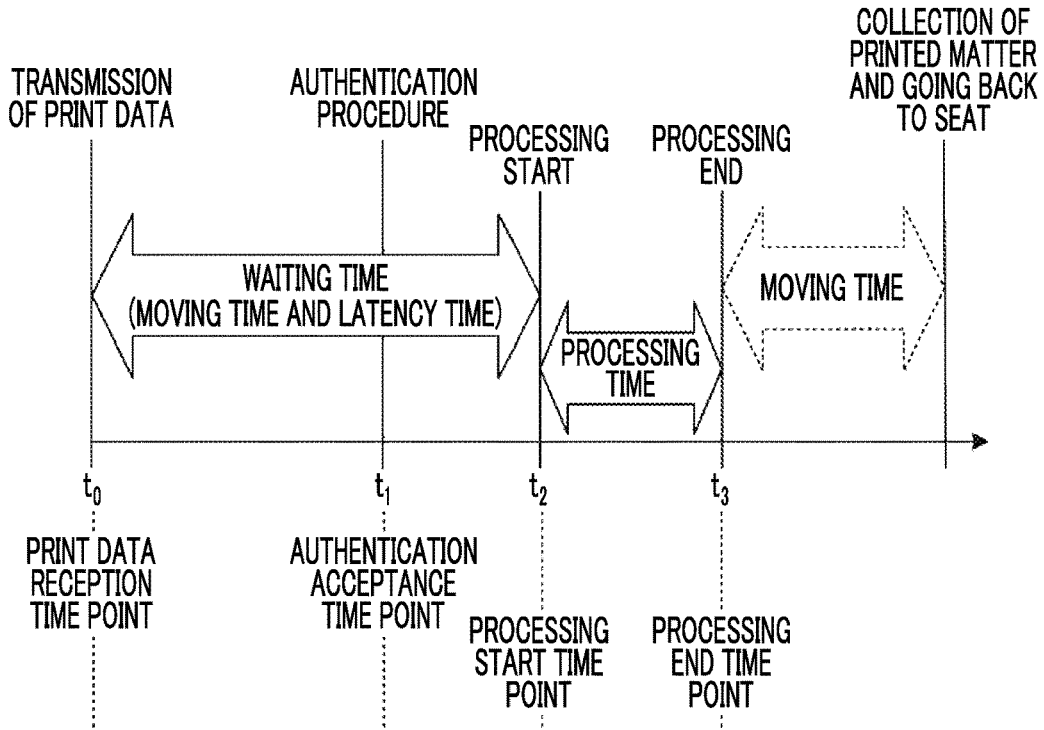 COLLECTION OF
PRINTED MATTER
AND GOING BACK
TO SEAT
TRANSMISSION
OF PRINT DATA
AUTHENTICATION
PROCEDURE
PROCESSING
START
PROCESSING
END
WAITING TIME
(MOVING TIME AND LATENCY TIME)
MOVING TIME
PROCESSING
TIME
t0
t1
t2
t3
PRINT DATA
RECEPTION
TIME POINT
AUTHENTICATION
ACCEPTANCE
TIME POINT
PROCESSING
START TIME
POINT
PROCESSING
END TIME
POINT